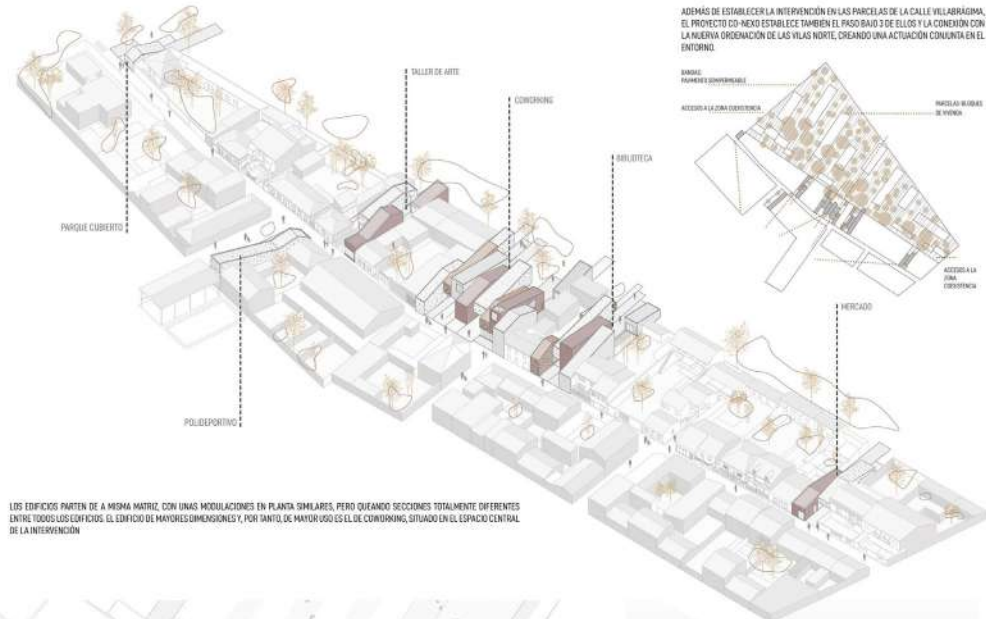 ADEMÁS DE ESTABLECER LA INTERVENCIÓN EN LAS PARCELAS DE LA CALLE VILLABRÁGIMA,
EL PROYECTO CO-NEXO ESTABLECE TAMBIÉN EL PASO BAJO 3 DE ELLOS Y LA CONEXIÓN CON
LA NUERVA ORDENACIÓN DE LAS VILAS NORTE, CREANDO UNA ACTUACIÓN CONJUNTA EN EL
ENTORNO.
BANDAS:
PAVIMENTO SEMIPERMEABLE
ACCESOS A LA ZONA COEXISTENCIA
PARCELAS BLOQUES
DE VIVIENDA
ACCESOS A LA
ZONA
COEXISTENCIA
TALLER DE ARTE
COWORKING
BIBLIOTECA
PARQUE CUBIERTO
MERCADO
POLIDEPORTIVO
LOS EDIFICIOS PARTEN DE A MISMA MATRIZ, CON UNAS MODULACIONES EN PLANTA SIMILARES, PERO QUEANDO SECCIONES TOTALMENTE DIFERENTES
ENTRE TODOS LOS EDIFICIOS. EL EDIFICIO DE MAYORES DIMENSIONES Y, POR TANTO, DE MAYOR USO ES EL DE COWORKING, SITUADO EN EL ESPACIO CENTRAL
DE LA INTERVENCIÓN